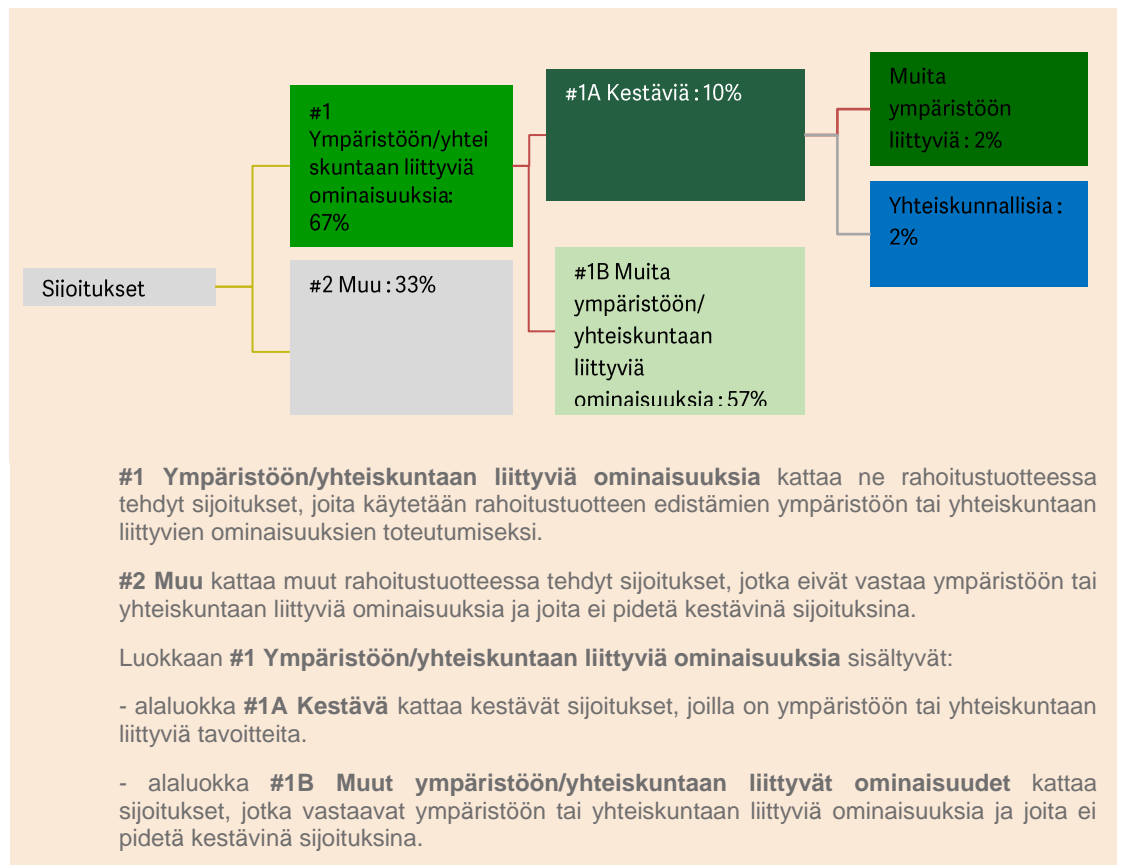 Sijoitukset
#1
Ympäristöön/yhtei
skuntaan liittyviä
ominaisuuksia:
67%
#2 Muu : 33%
#1A Kestäviä : 10%
#1B Muita
ympäristöön/
yhteiskuntaan
liittyviä
ominaisuuksia : 57%
Muita
ympäristöön
liittyviä : 2%
Yhteiskunnallisia :
2%
#1 Ympäristöön/yhteiskuntaan liittyviä ominaisuuksia kattaa ne rahoitustuotteessa
tehdyt sijoitukset, joita käytetään rahoitustuotteen edistämien ympäristöön tai yhteiskuntaan
liittyvien ominaisuuksien toteutumiseksi.
#2 Muu kattaa muut rahoitustuotteessa tehdyt sijoitukset, jotka eivät vastaa ympäristöön tai
yhteiskuntaan liittyviä ominaisuuksia ja joita ei pidetä kestävinä sijoituksina.
Luokkaan #1 Ympäristöön/yhteiskuntaan liittyviä ominaisuuksia sisältyvät:
- alaluokka #1A Kestävä kattaa kestävät sijoitukset, joilla on ympäristöön tai yhteiskuntaan
liittyviä tavoitteita.
- alaluokka #1B Muut ympäristöön/yhteiskuntaan liittyvät ominaisuudet kattaa
sijoitukset, jotka vastaavat ympäristöön tai yhteiskuntaan liittyviä ominaisuuksia ja joita ei
pidetä kestävinä sijoituksina.